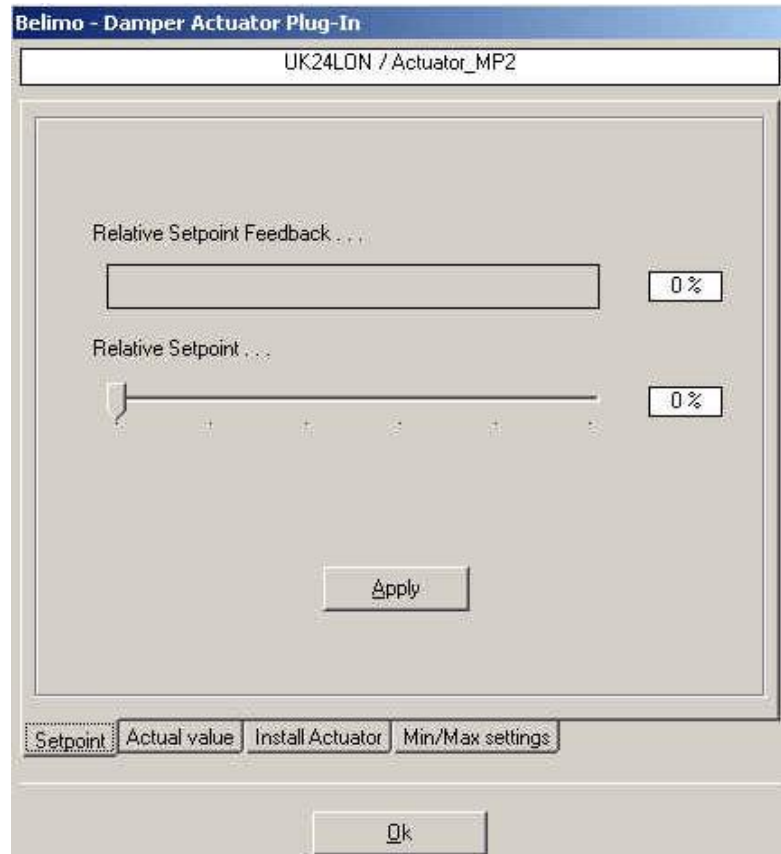 Belimo - Damper Actuator Plug-In
UK24LON / Actuator_MP2
Relative Setpoint Feedback . . .
0 %
Relative Setpoint . . .
0 %
Apply
Setpoint Actual value Install Actuator Min/Max settings
Ok